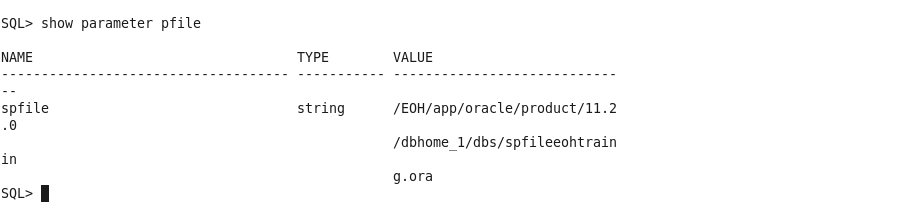 SQL> show parameter pfile
NAME                                 TYPE        VALUE
------------------------------------ ----------- ----------------------------
--
spfile                               string      /EOH/app/oracle/product/11.2
.0
                                                 /dbhome_1/dbs/spfileeohtrain
in
                                                 g.ora
SQL>